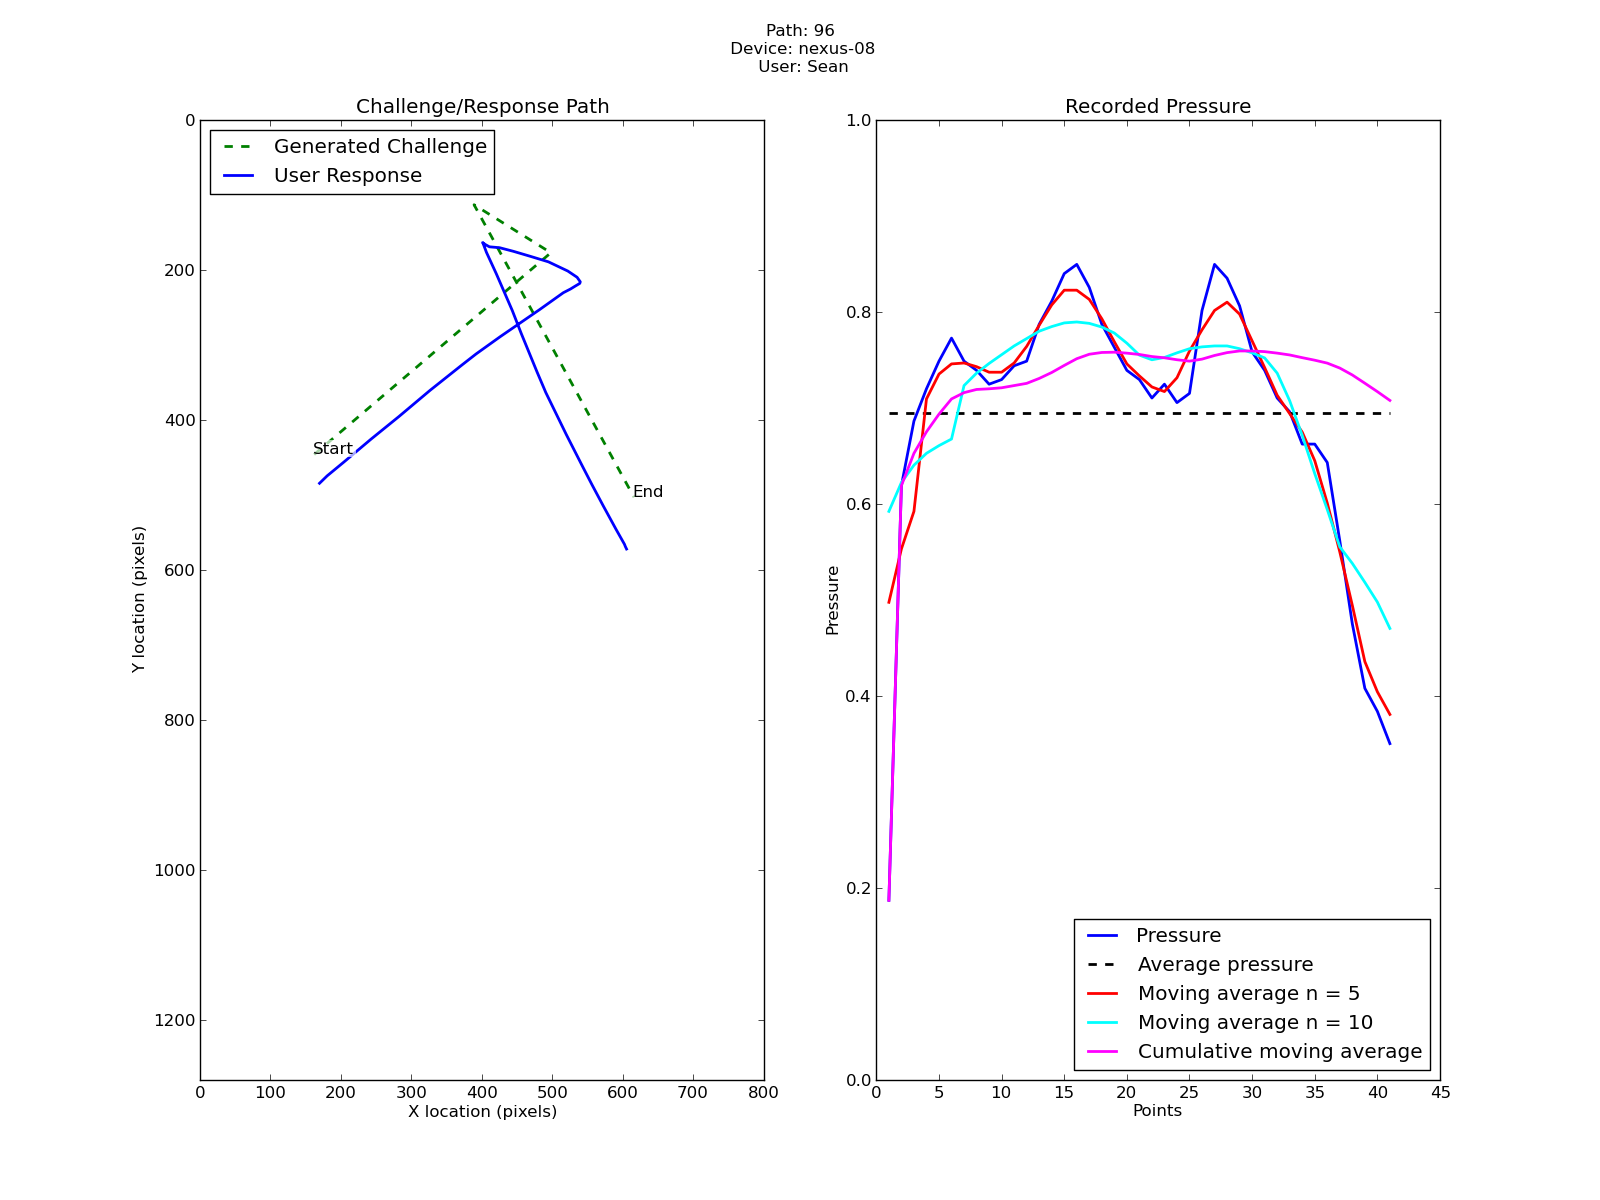 Path: 96
Device: nexus-08
User: Sean
Challenge/Response Path
Generated Challenge
User Response
Start
End
0
200
400
600
800
1000
1200
Y location (pixels)
0 100 200 300 400 500 600 700 800
X location (pixels)
Recorded Pressure
1.0
0.8
0.6
0.4
0.2
0.0
Pressure
Pressure
Average pressure
Moving average n = 5
Moving average n = 10
Cumulative moving average
0 5 10 15 20 25 30 35 40 45
Points